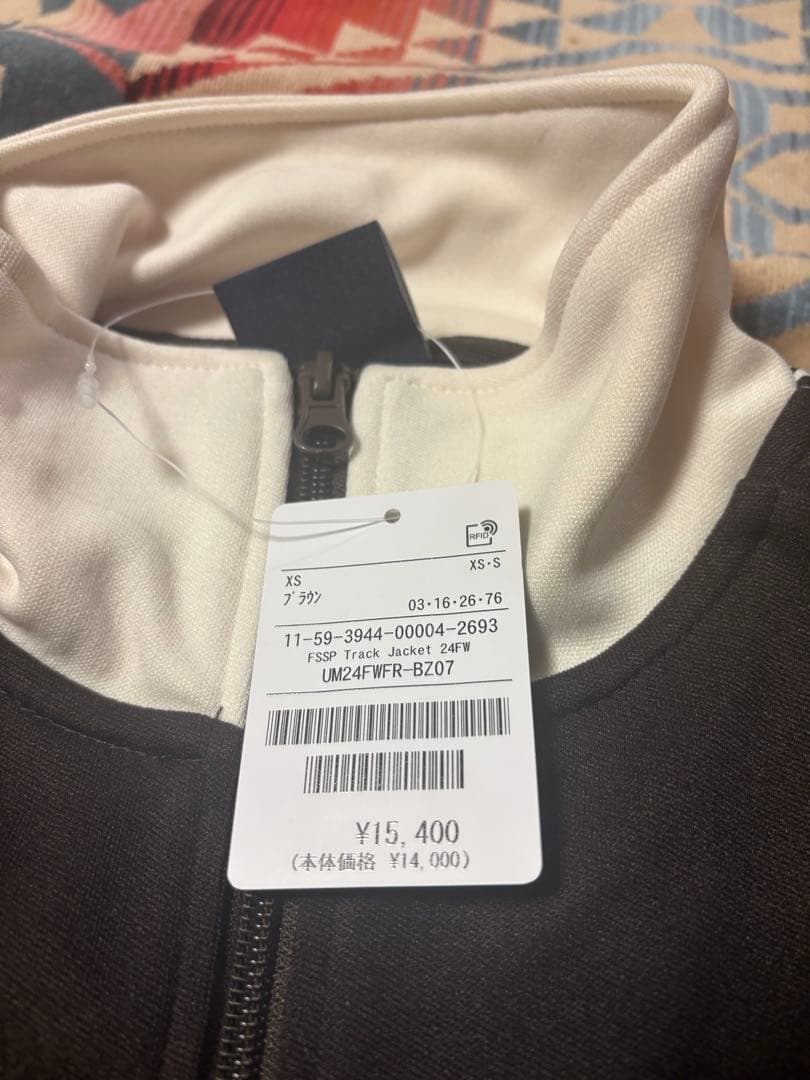 RFID
XS XS・S
ブラウン 03・16・26・76
11-59-3944-00004-2693
FSSP Track Jacket 24FW
UM24FWFR-BZ07
¥15,400
(本体価格 ¥14,000)